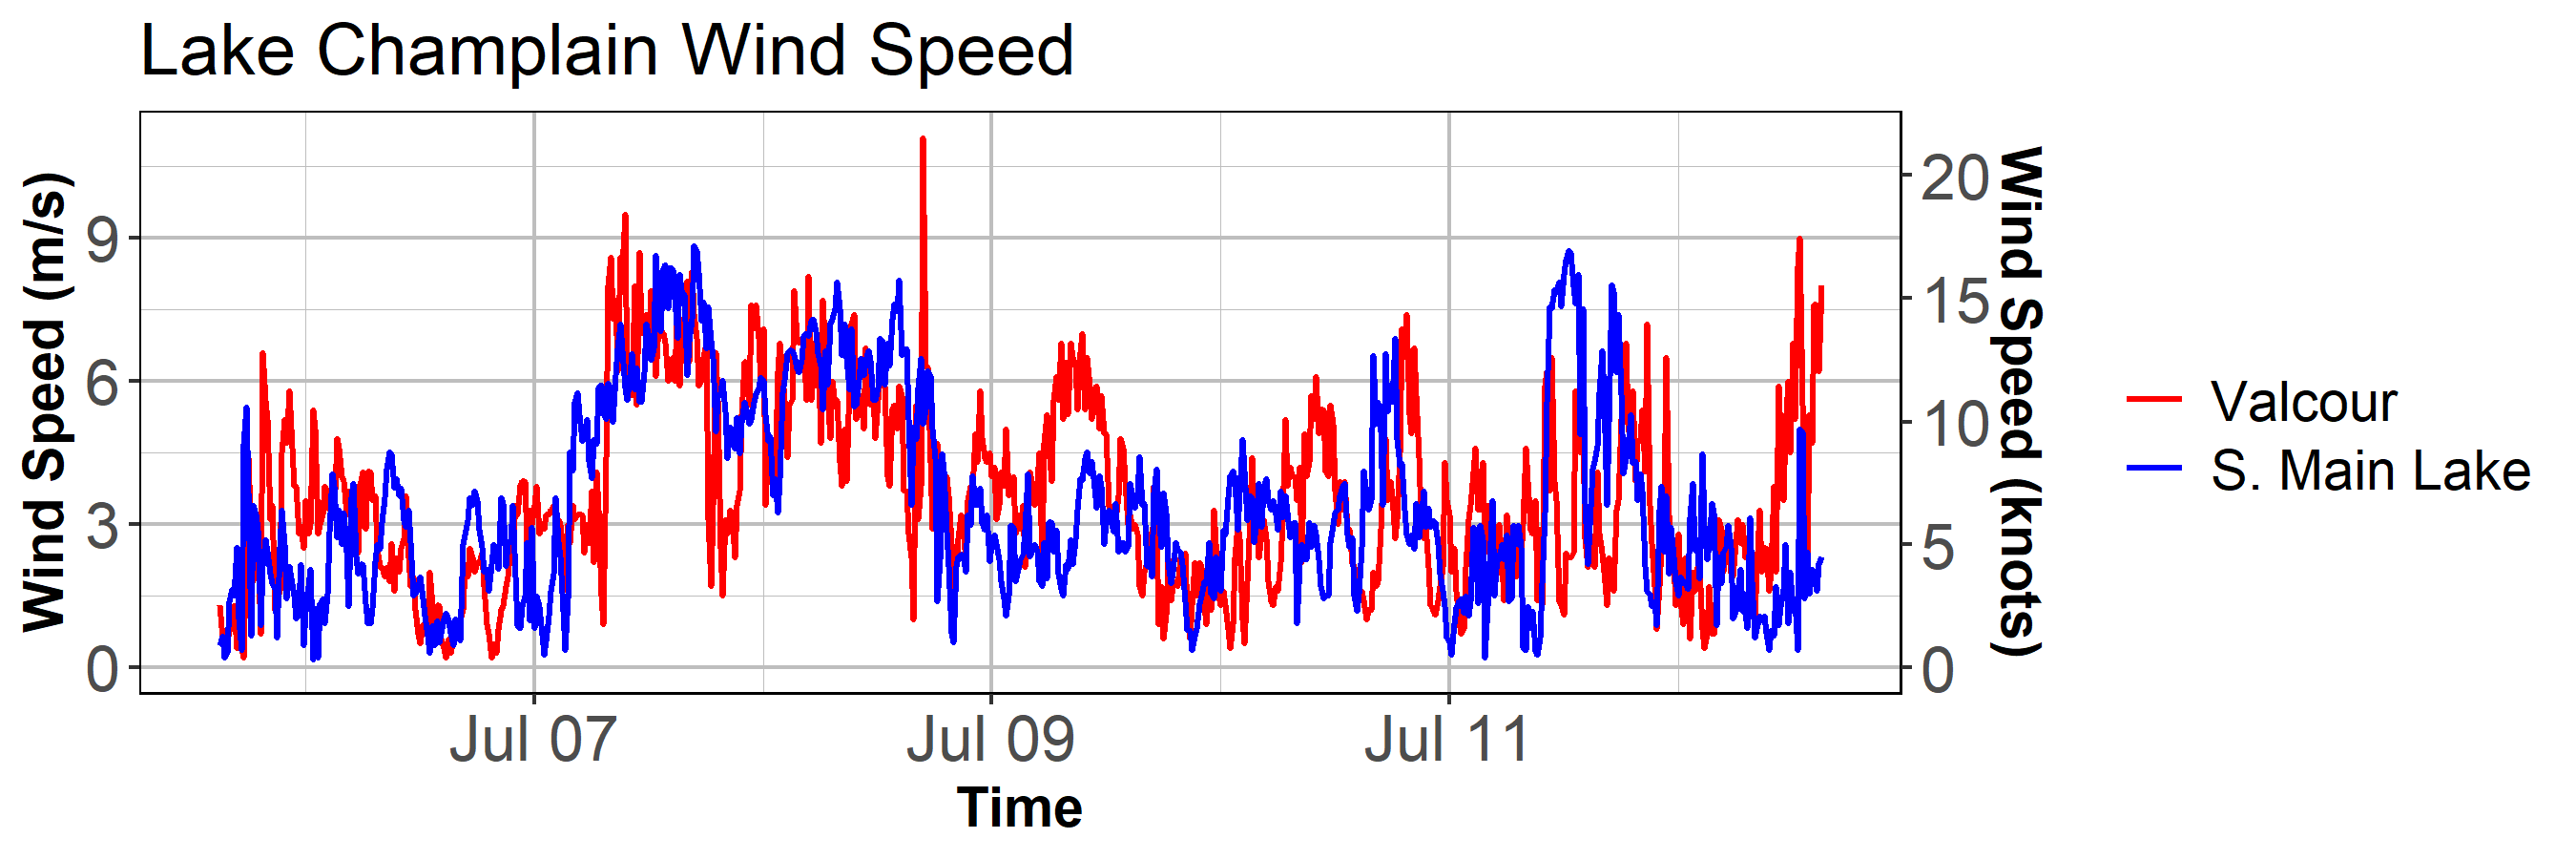 Lake Champlain Wind Speed
Wind Speed (m/s)
9
6
3
0
20
15
10
5
0
Wind Speed (knots)
Jul 07
Jul 09
Jul 11
Time
Valcour
S. Main Lake